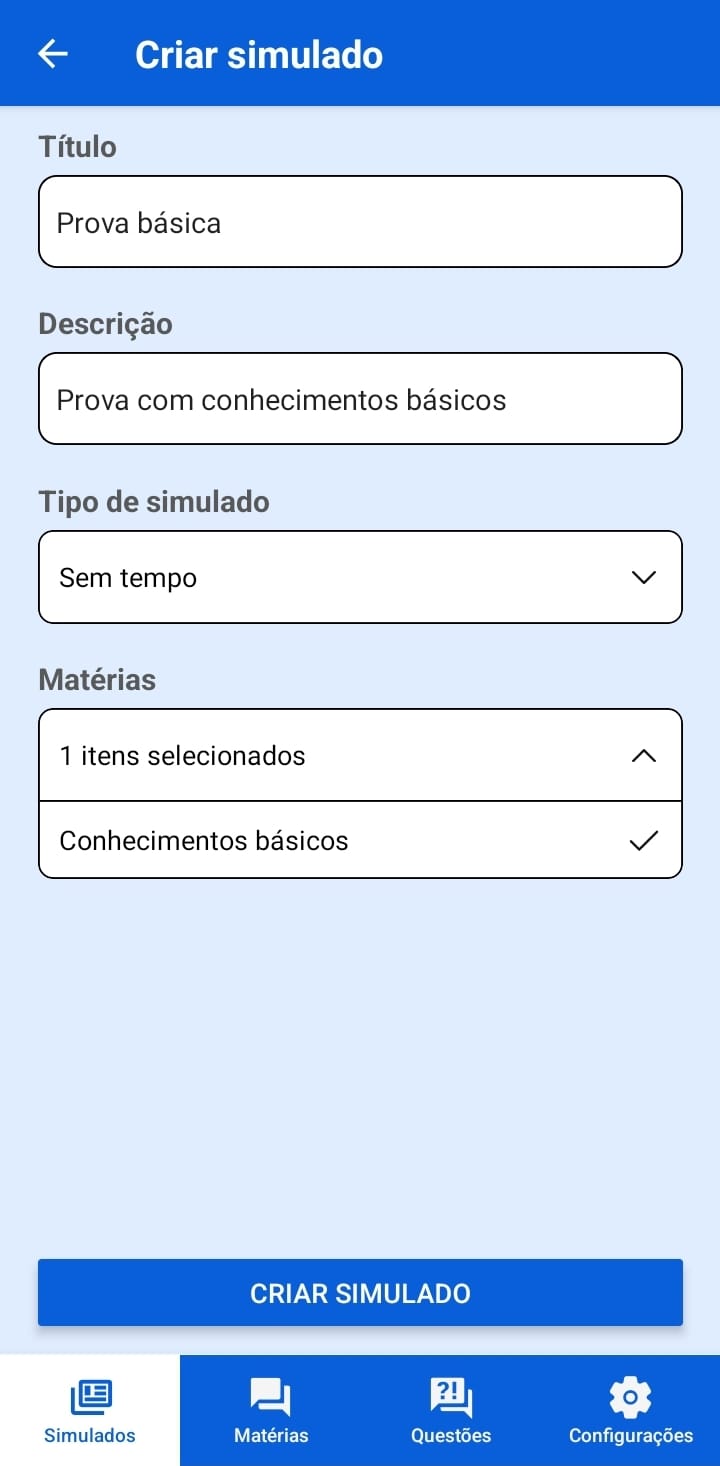 Criar simulado
Título
Prova básica
Descrição
Prova com conhecimentos básicos
Tipo de simulado
Sem tempo
Matérias
1 itens selecionados
Conhecimentos básicos
CRIAR SIMULADO
?!
Simulados Matérias Questões Configurações